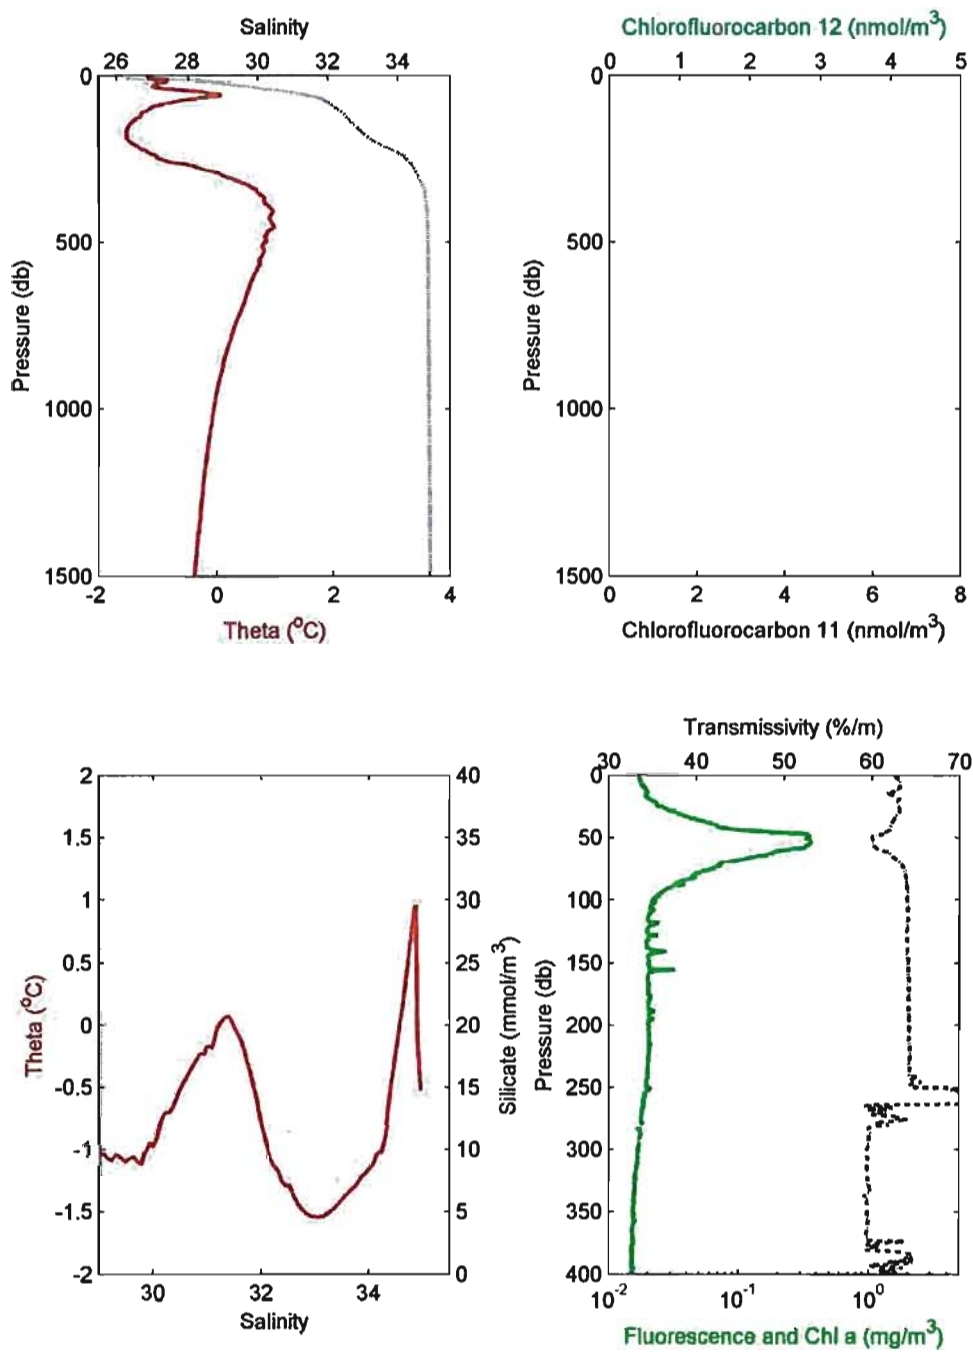 Salinity
26 27 28 29 30 31 32 33 34
0
500
1000
1500
Pressure (db)
-2 0 2 4
Theta (°C)
Chlorofluorocarbon 12 (nmol/m³)
0 1 2 3 4 5
0
500
1000
1500
Pressure (db)
0 2 4 6 8
Chlorofluorocarbon 11 (nmol/m³)
2
1.5
1
0.5
0
-0.5
-1
-1.5
-2
Theta (°C)
40
35
30
25
20
15
10
5
0
Silicate (mmol/m³)
30 32 34
Salinity
Transmissivity (%/m)
30 40 50 60 70
0
50
100
150
200
250
300
350
400
Pressure (db)
10⁻² 10⁻¹ 10⁰
Fluorescence and Chl a (mg/m³)